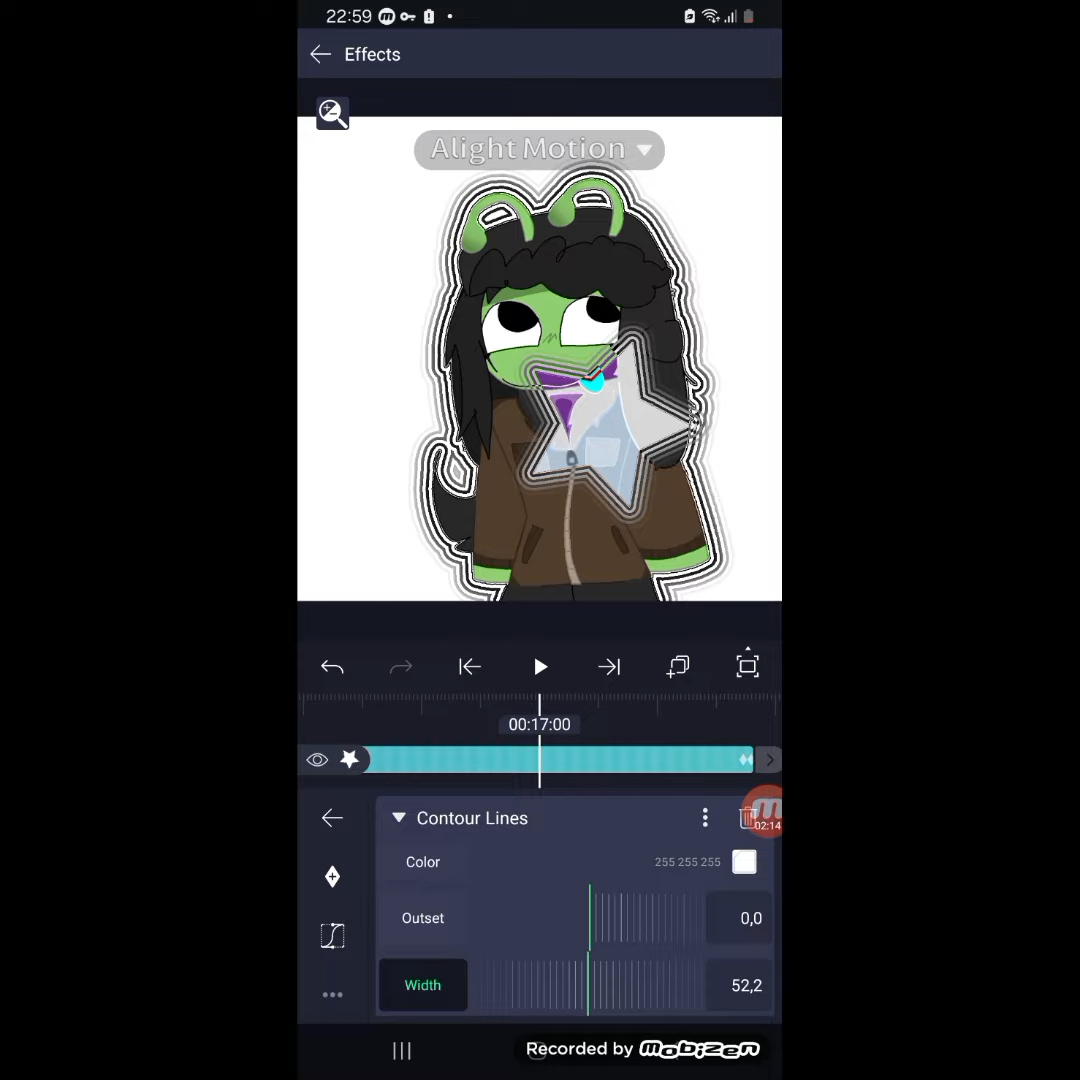 22:59
Effects
Alight Motion
00:17:00
Contour Lines
02:14
Color
255 255 255
Outset
0,0
Width
52,2
Recorded by Mobizen